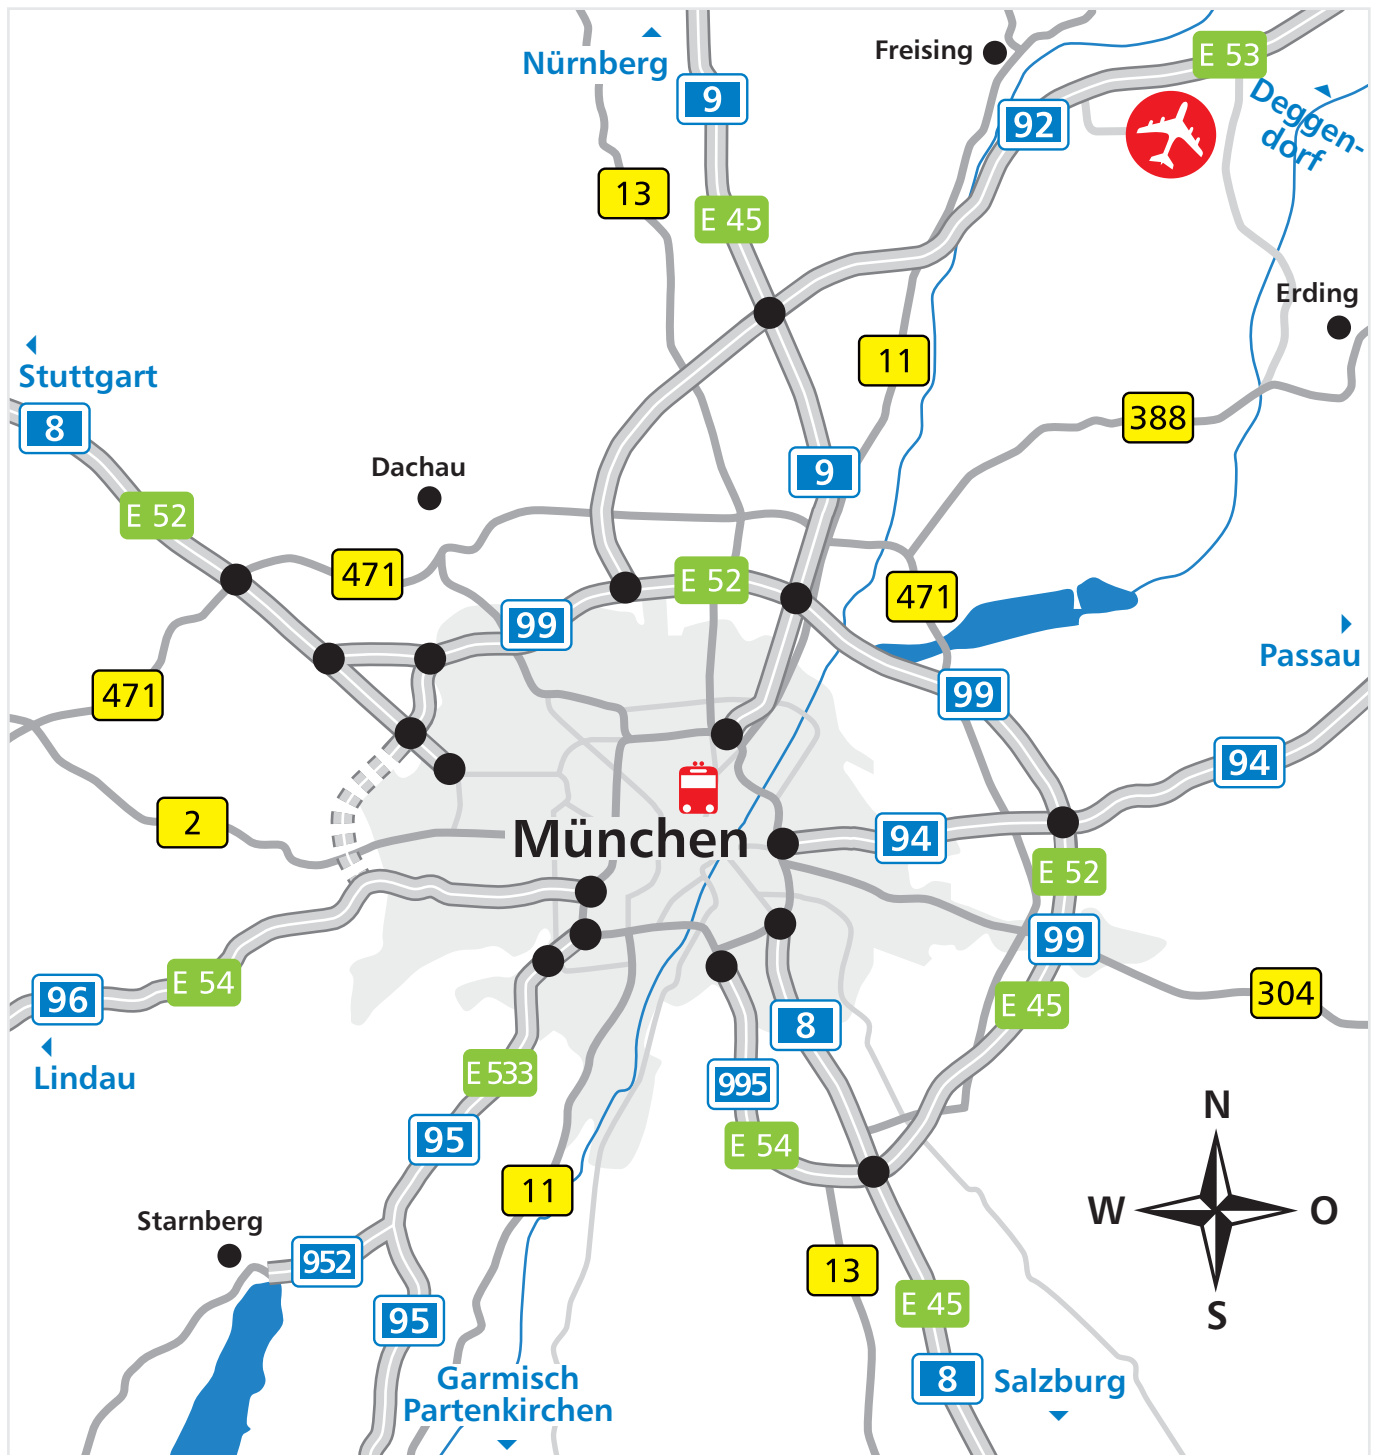 Nürnberg
Freising
E 53
9
92
Deggen-
dorf
13
E 45
Erding
11
Stuttgart
388
8
Dachau
9
E 52
471
E 52
471
99
Passau
471
99
94
2
München
94
E 52
99
E 54
96
304
E 45
8
Lindau
E 533
995
N
95
E 54
11
W
O
Starnberg
952
13
E 45
S
95
Garmisch
Partenkirchen
8
Salzburg